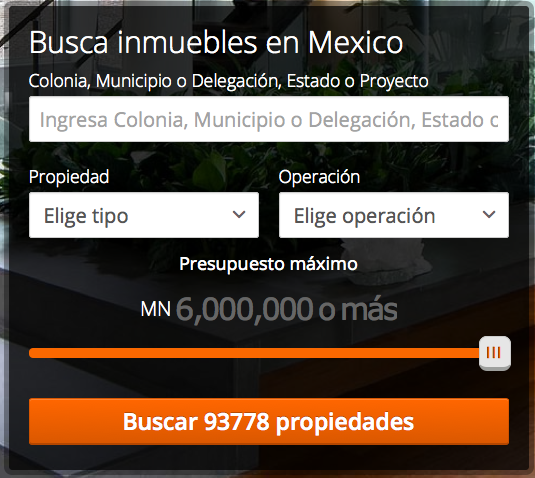 Busca inmuebles en Mexico
Colonia, Municipio o Delegación, Estado o Proyecto
Ingresa Colonia, Municipio o Delegación, Estado o
Propiedad Operación
Elige tipo Elige operación
Presupuesto máximo
MN 6,000,000 o más
Buscar 93778 propiedades